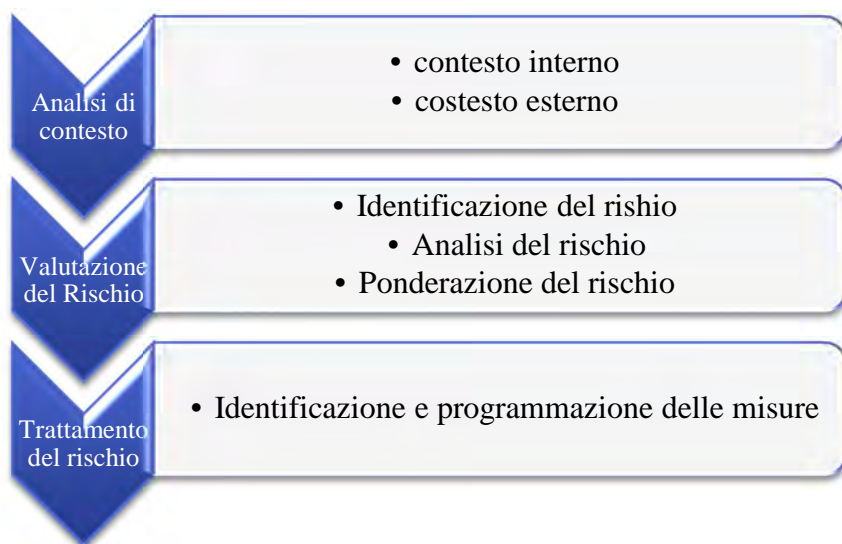 Analisi di
contesto
• contesto interno
• costesto esterno
Valutazione
del Rischio
• Identificazione del rishio
• Analisi del rischio
• Ponderazione del rischio
Trattamento
del rischio
• Identificazione e programmazione delle misure